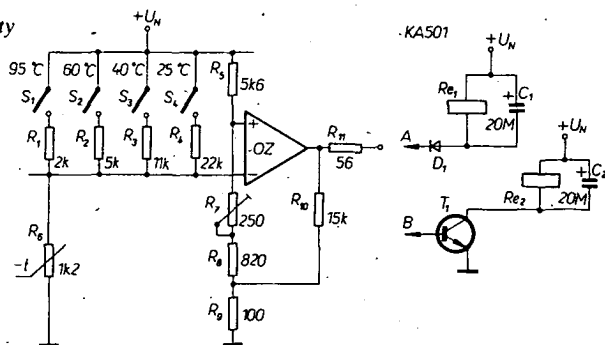 ty
+U_N
95 °C 60 °C 40 °C 25 °C
S₁ S₂ S₃ S₄
R₁ R₂ R₃ R₄
2k 5k 11k 22k
R₅
5k6
+
OZ
−
R₆
-t
1k2
R₇
250
R₈
820
R₉
100
R₁₀
15k
R₁₁
56
KA501
+U_N
Re₁
+ C₁
20M
A
D₁
+U_N
Re₂
+ C₂
20M
T₁
B